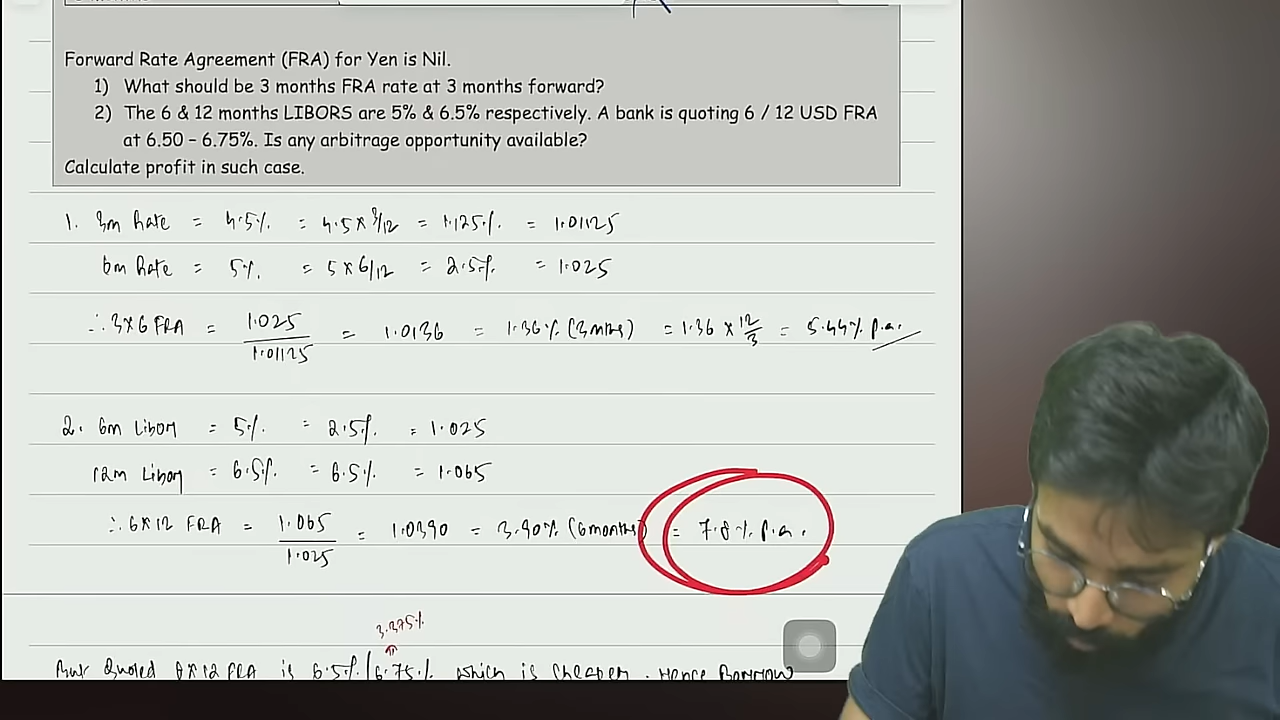 Forward Rate Agreement (FRA) for Yen is Nil.
1) What should be 3 months FRA rate at 3 months forward?
2) The 6 & 12 months LIBORS are 5% & 6.5% respectively. A bank is quoting 6 / 12 USD FRA
at 6.50 – 6.75%. Is any arbitrage opportunity available?
Calculate profit in such case.
1. 3m Rate = 4.5% = 4.5 x 3/12 = 1.125% = 1.01125
6m Rate = 5% = 5 x 6/12 = 2.5% = 1.025
∴ 3x6 FRA = 1.025/1.01125 = 1.0136 = 1.36% (3mths) = 1.36 x 12/3 = 5.44% p.a.
2. 6m Libor = 5% = 2.5% = 1.025
12m Libor = 6.5% = 6.5% = 1.065
∴ 6x12 FRA = 1.065/1.025 = 1.0390 = 3.90% (6months) = 7.8% p.a.
3.375%
But Quoted 6x12 FRA is 6.5% / 6.75% which is cheaper. Hence Borrow